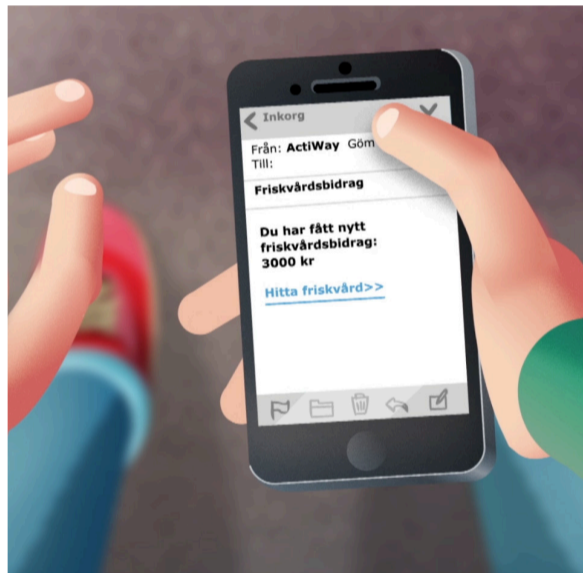 Inkorg
Från: ActiWay Göm
Till:
Friskvårdsbidrag
Du har fått nytt
friskvårdsbidrag:
3000 kr
Hitta friskvård>>